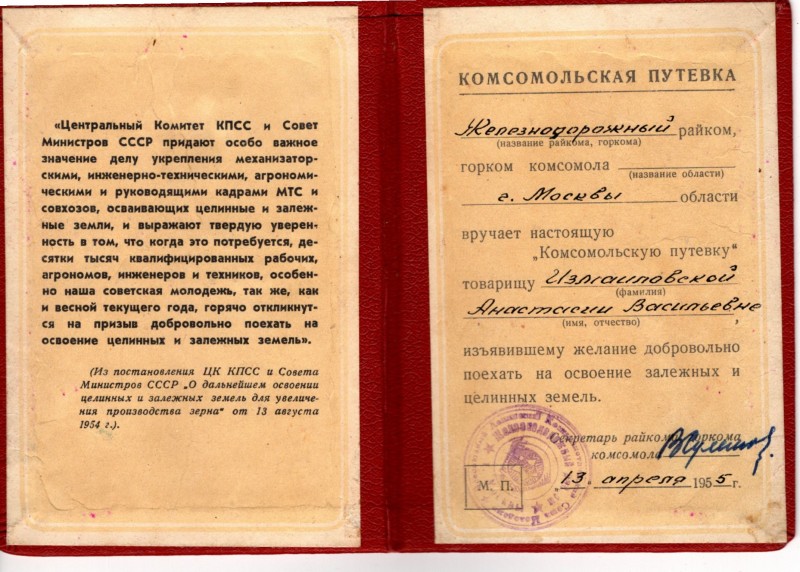 «Центральный Комитет КПСС и Совет
Министров СССР придают особо важное
значение делу укрепления механизатор-
скими, инженерно-техническими, агрономи-
ческими и руководящими кадрами МТС и
совхозов, осваивающих целинные и залеж-
ные земли, и выражают твердую уверен-
ность в том, что когда это потребуется, де-
сятки тысяч квалифицированных рабочих,
агрономов, инженеров и техников, особен-
но наша советская молодежь, так же, как
и весной текущего года, горячо откликнут-
ся на призыв добровольно поехать на
освоение целинных и залежных земель».
(Из постановления ЦК КПСС и Совета
Министров СССР „О дальнейшем освоении
целинных и залежных земель для увеличе-
ния производства зерна" от 13 августа
1954 г.).
КОМСОМОЛЬСКАЯ ПУТЕВКА
Железнодорожный райком,
(название райкома, горкома)
горком комсомола
(название области)
г. Москвы области
вручает настоящую
„Комсомольскую путевку"
товарищу Измаиловской
(фамилия)
Анастасии Васильевне,
(имя, отчество)
изъявившему желание добровольно
поехать на освоение залежных и
целинных земель.
Секретарь райкома, горкома
комсомола
М. П.
„13" апреля 1955 г.